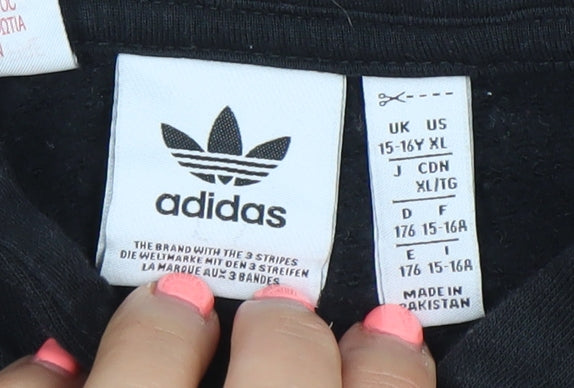 ΩΤΙΑ
adidas
THE BRAND WITH THE 3 STRIPES
DIE WELTMARKE MIT DEN 3 STREIFEN
LA MARQUE AUX 3 BANDES
UK US
15-16Y XL
J CDN
XL/TG
D F
176 15-16A
E I
176 15-16A
MADE IN
PAKISTAN